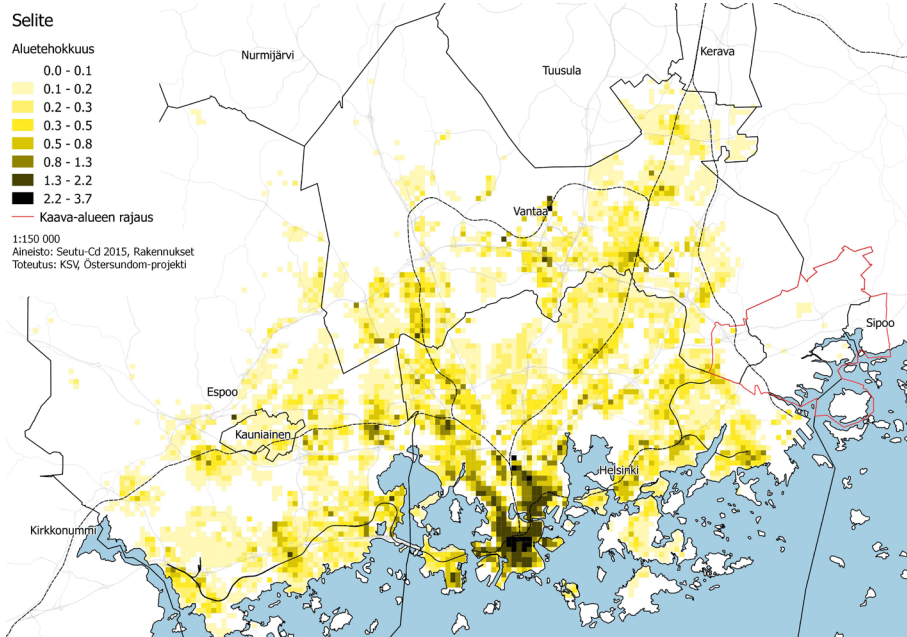 Selite
Aluetehokkuus
0.0 - 0.1
0.1 - 0.2
0.2 - 0.3
0.3 - 0.5
0.5 - 0.8
0.8 - 1.3
1.3 - 2.2
2.2 - 3.7
Kaava-alueen rajaus
1:150 000
Aineisto: Seutu-Cd 2015, Rakennukset
Toteutus: KSV, Östersundom-projekti
Nurmijärvi
Tuusula
Kerava
Vantaa
Sipoo
Espoo
Kauniainen
Helsinki
Kirkkonummi